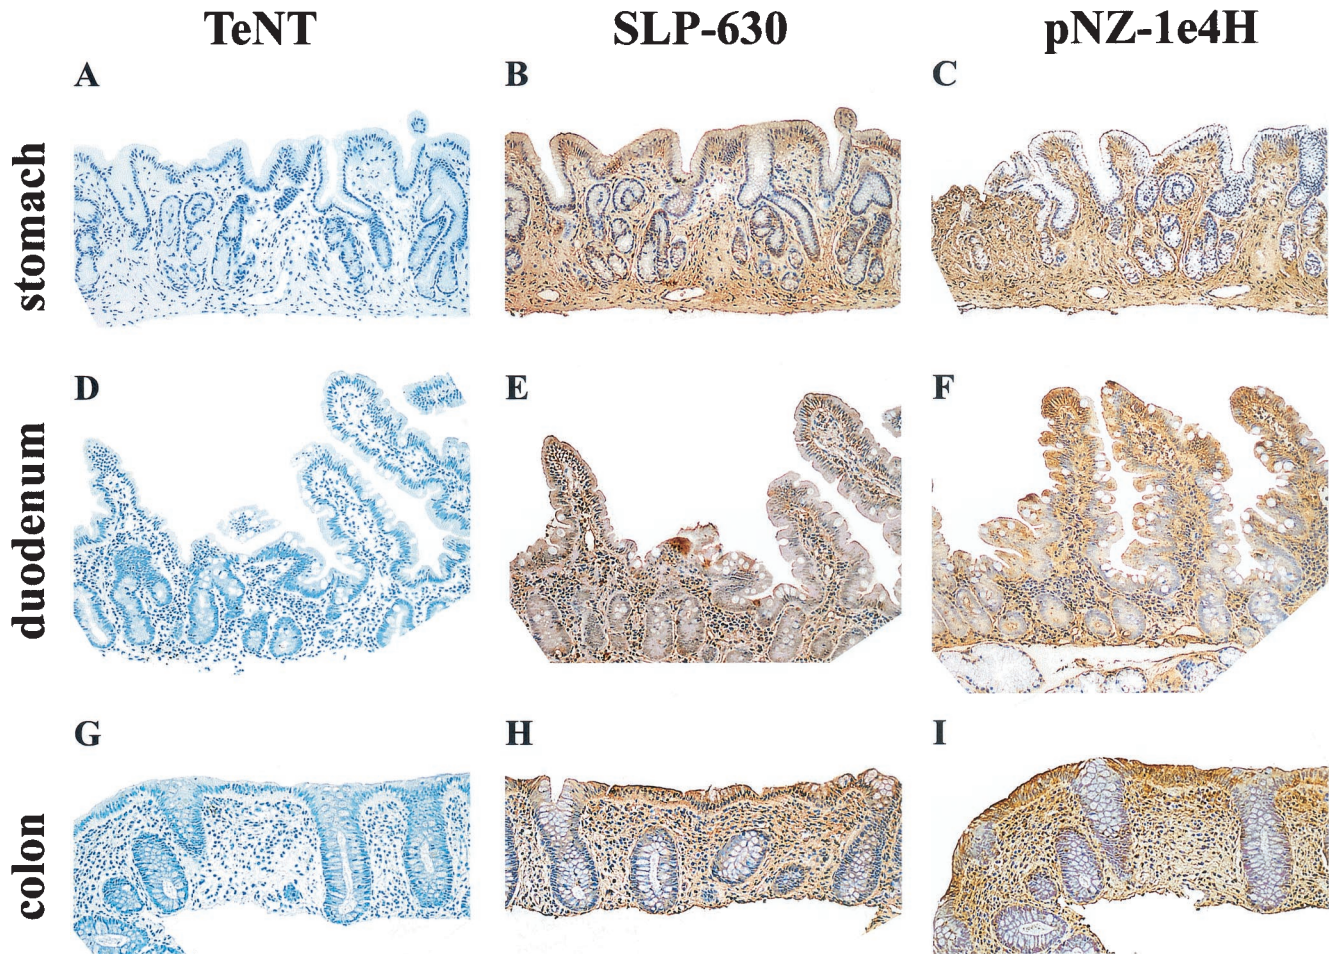 TeNT SLP-630 pNZ-1e4H
A B C
stomach
D E F
duodenum
G H I
colon